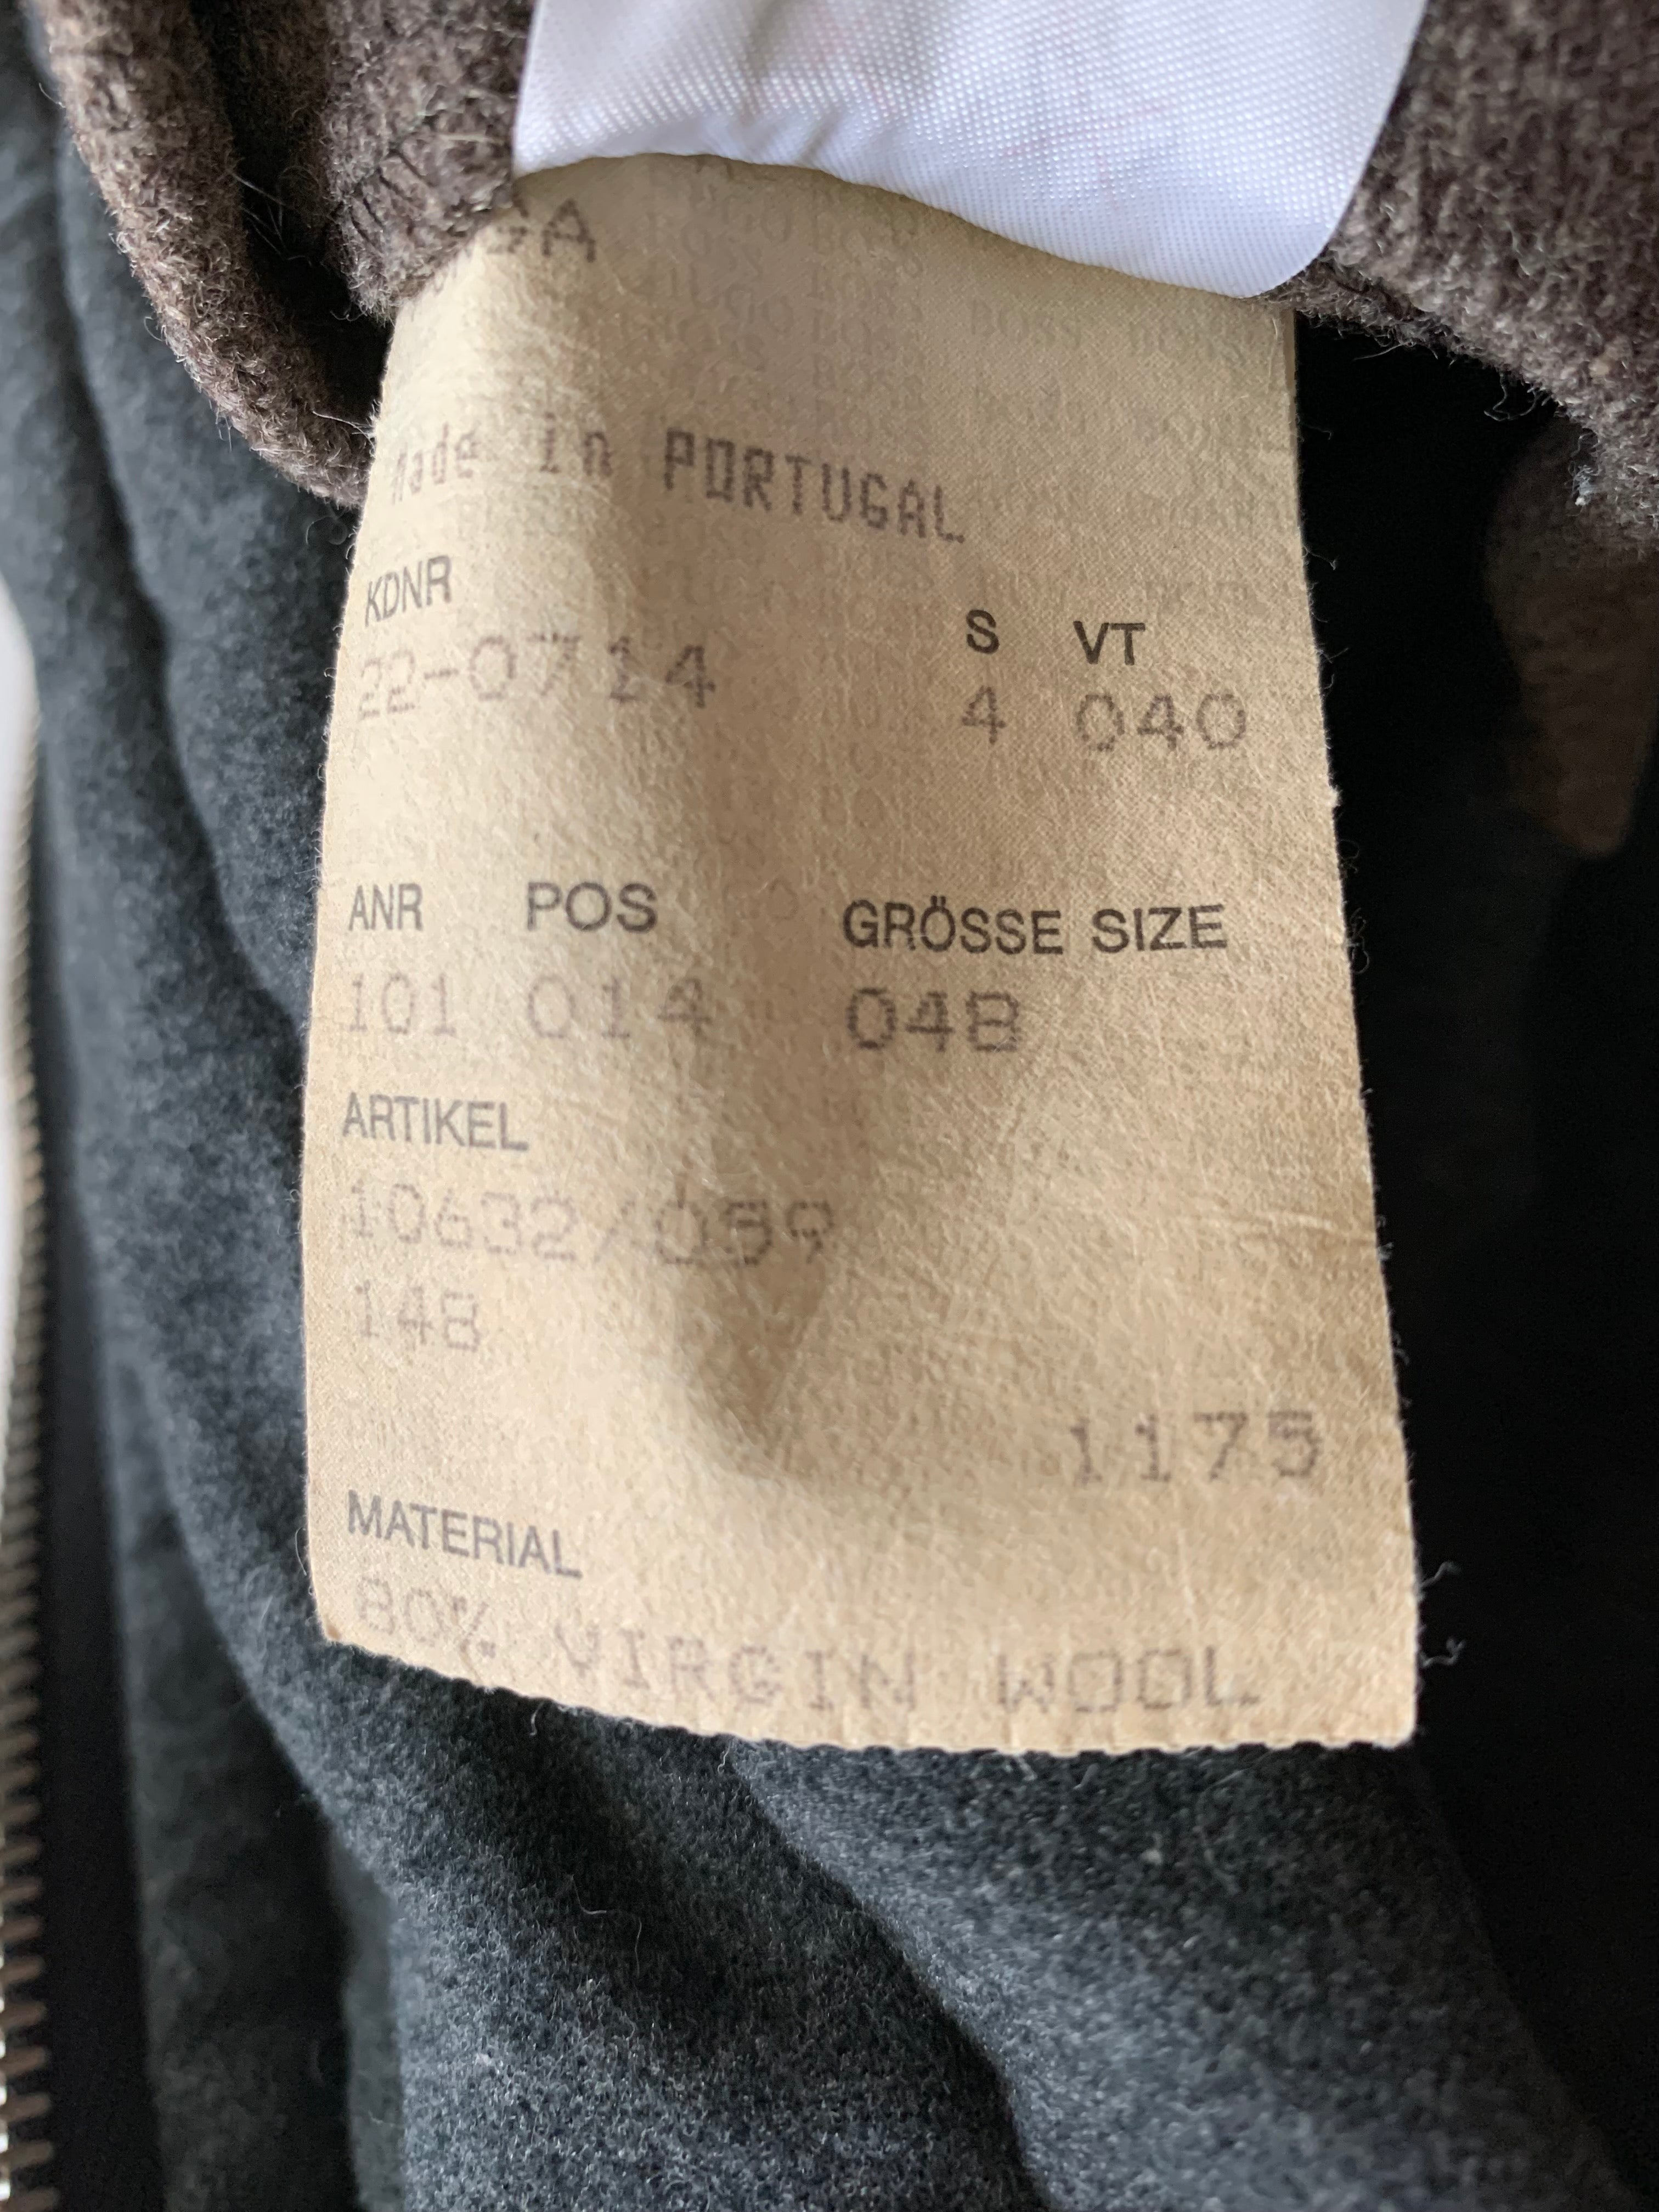 Made in PORTUGAL
KDNR S VT
22-0714 4 040
ANR POS GRÖSSE SIZE
101 014 048
ARTIKEL
10632/059
148
1175
MATERIAL
80% VIRGIN WOOL